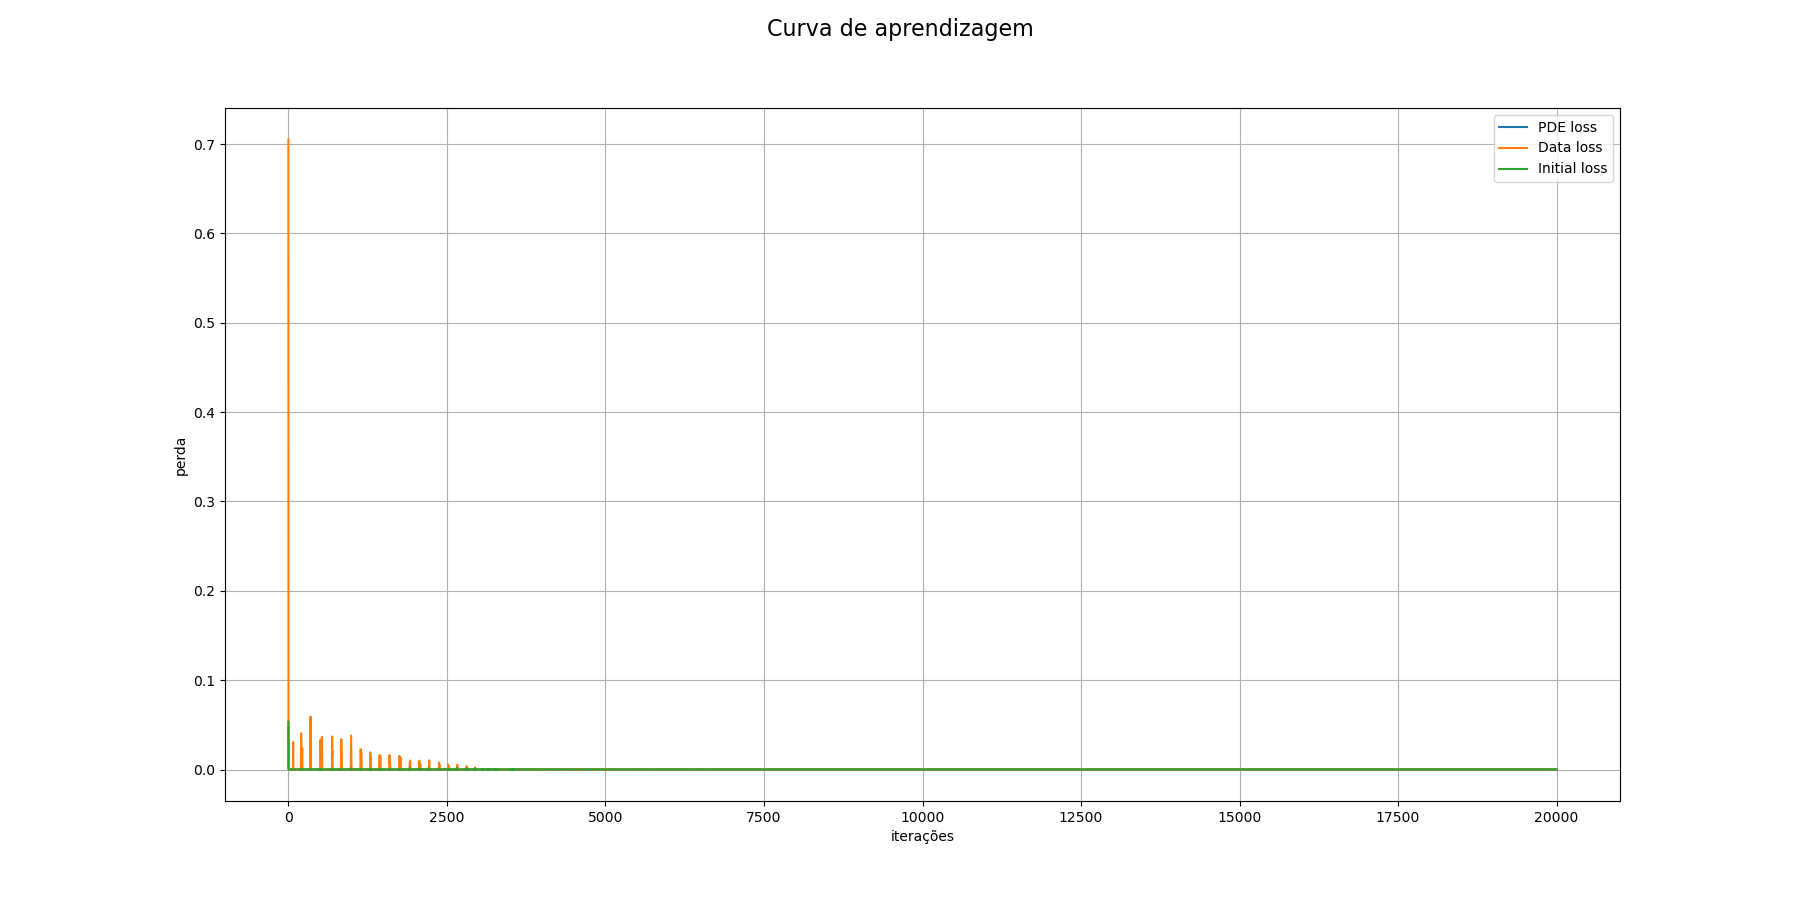 Curva de aprendizagem
PDE loss
Data loss
Initial loss
0.7
0.6
0.5
0.4
0.3
0.2
0.1
0.0
perda
0 2500 5000 7500 10000 12500 15000 17500 20000
iterações